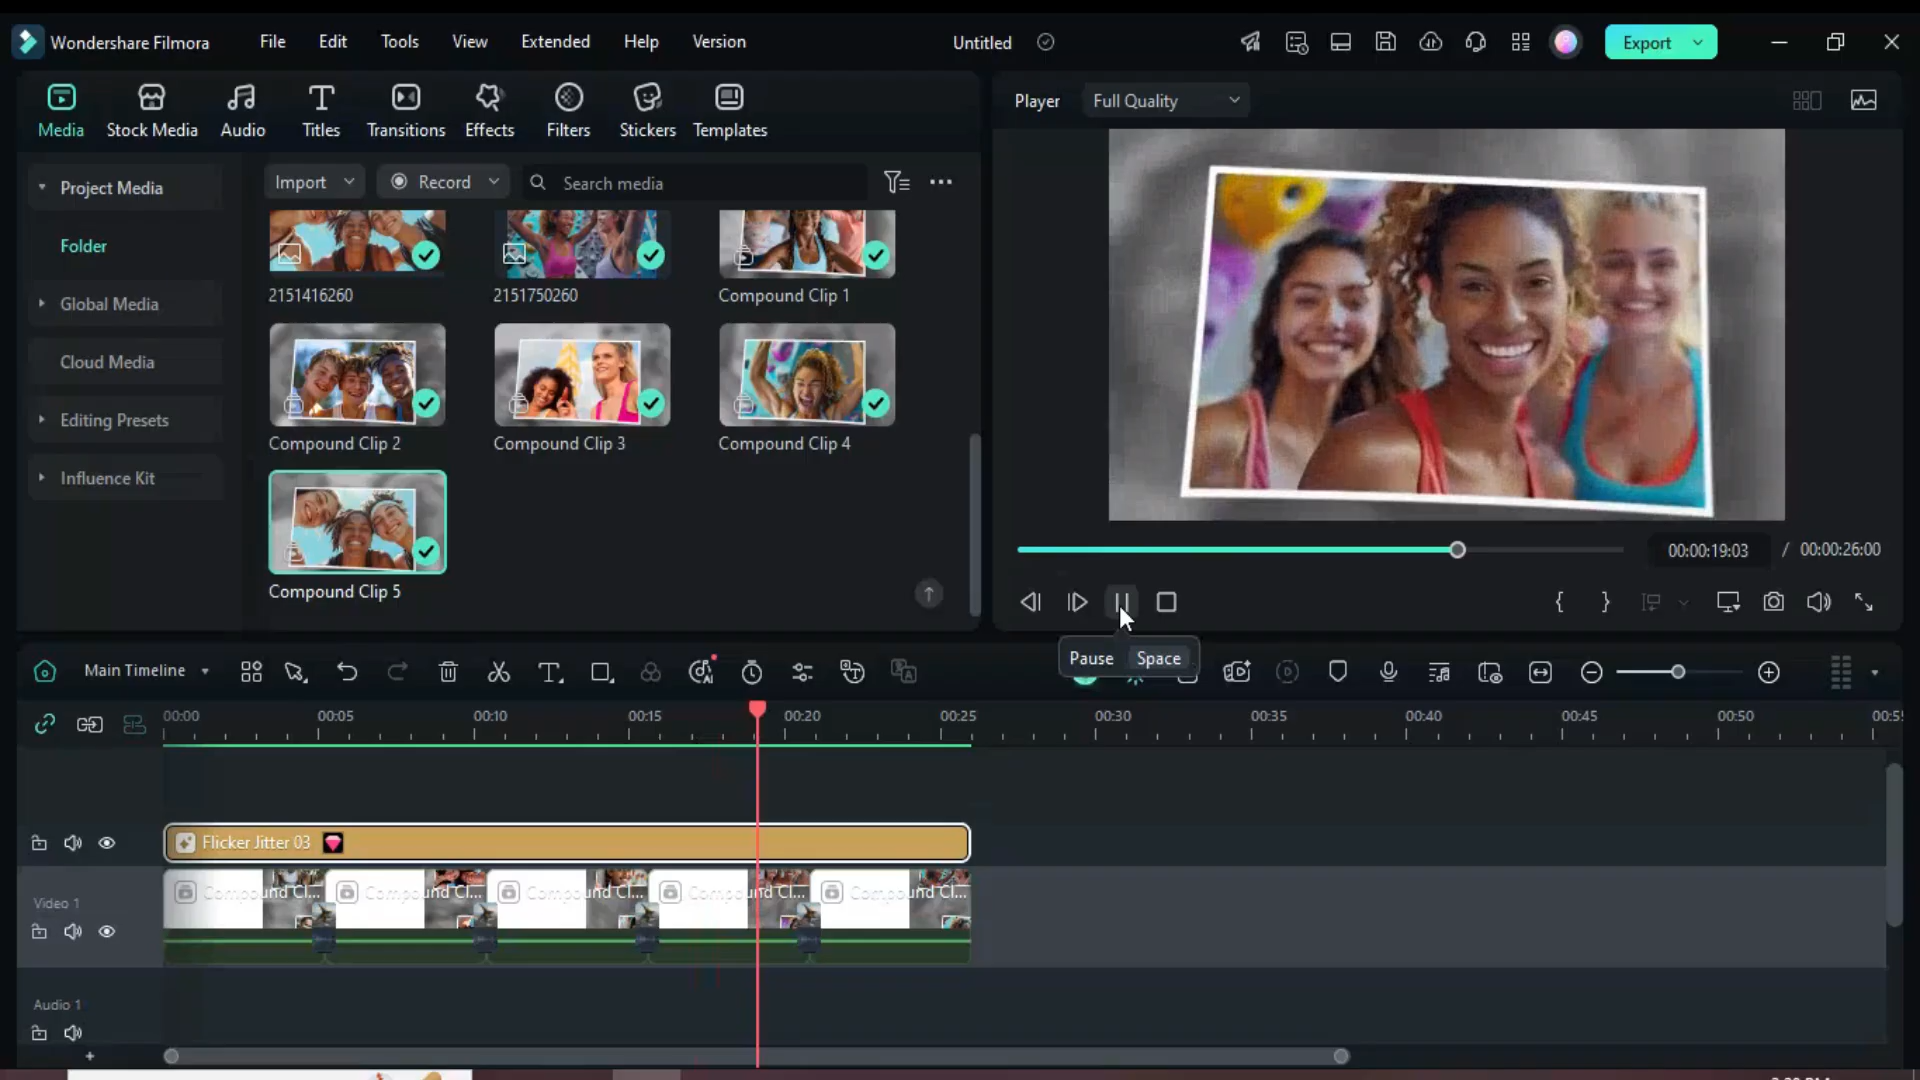 Wondershare Filmora File Edit Tools View Extended Help Version Untitled Export
Media Stock Media Audio Titles Transitions Effects Filters Stickers Templates
Player Full Quality
Project Media
Folder
Global Media
Cloud Media
Editing Presets
Influence Kit
Import Record Search media
2151416260 2151750260 Compound Clip 1
Compound Clip 2 Compound Clip 3 Compound Clip 4
Compound Clip 5
00:00:19:03 / 00:00:26:00
Pause Space
Main Timeline
00:00 00:05 00:10 00:15 00:20 00:25 00:30 00:35 00:40 00:45 00:50
Flicker Jitter 03
Compound Cl... Compound Cl... Compound Cl... Compound Cl... Compound Cl...
Video 1
Audio 1